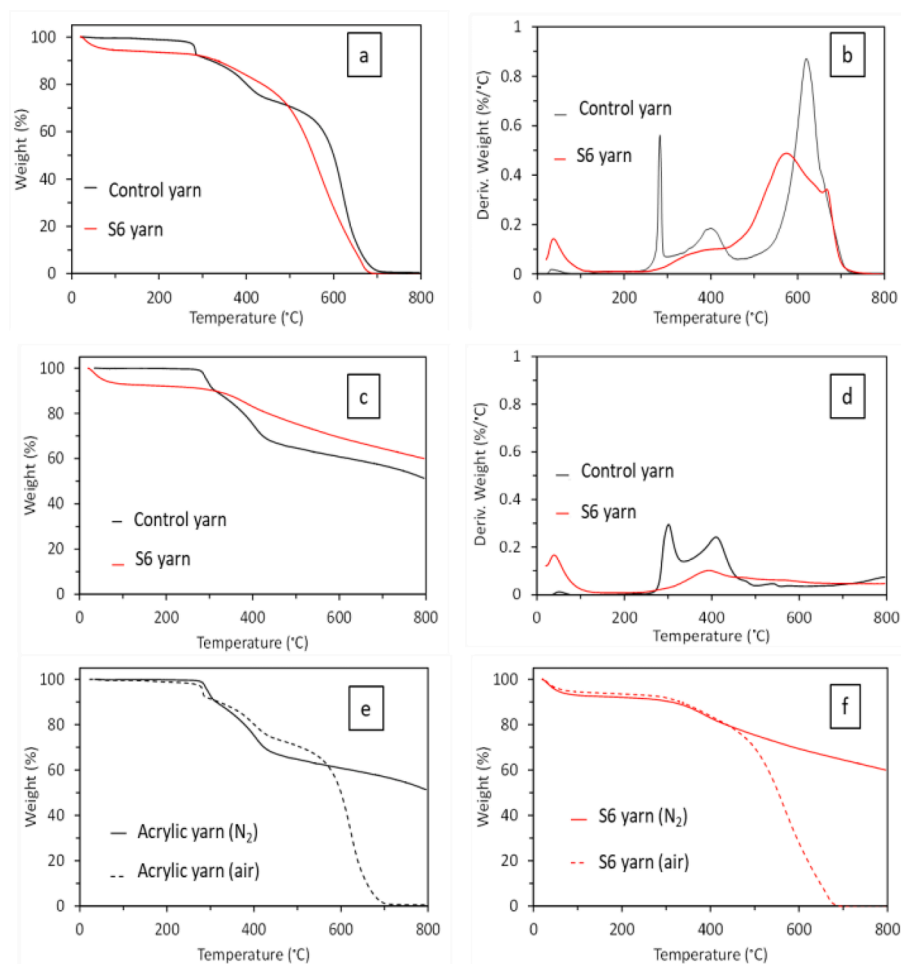 a
100
80
60
40
20
0
Weight (%)
Control yarn
S6 yarn
0 200 400 600 800
Temperature (°C)
b
1
0.8
0.6
0.4
0.2
0
Deriv. Weight (%/°C)
Control yarn
S6 yarn
0 200 400 600 800
Temperature (°C)
c
100
80
60
40
20
0
Weight (%)
Control yarn
S6 yarn
0 200 400 600 800
Temperature (°C)
d
1
0.8
0.6
0.4
0.2
0
Deriv. Weight (%/°C)
Control yarn
S6 yarn
0 200 400 600 800
Temperature (°C)
e
100
80
60
40
20
0
Weight (%)
Acrylic yarn (N₂)
Acrylic yarn (air)
0 200 400 600 800
Temperature (°C)
f
100
80
60
40
20
0
Weight (%)
S6 yarn (N₂)
S6 yarn (air)
0 200 400 600 800
Temperature (°C)